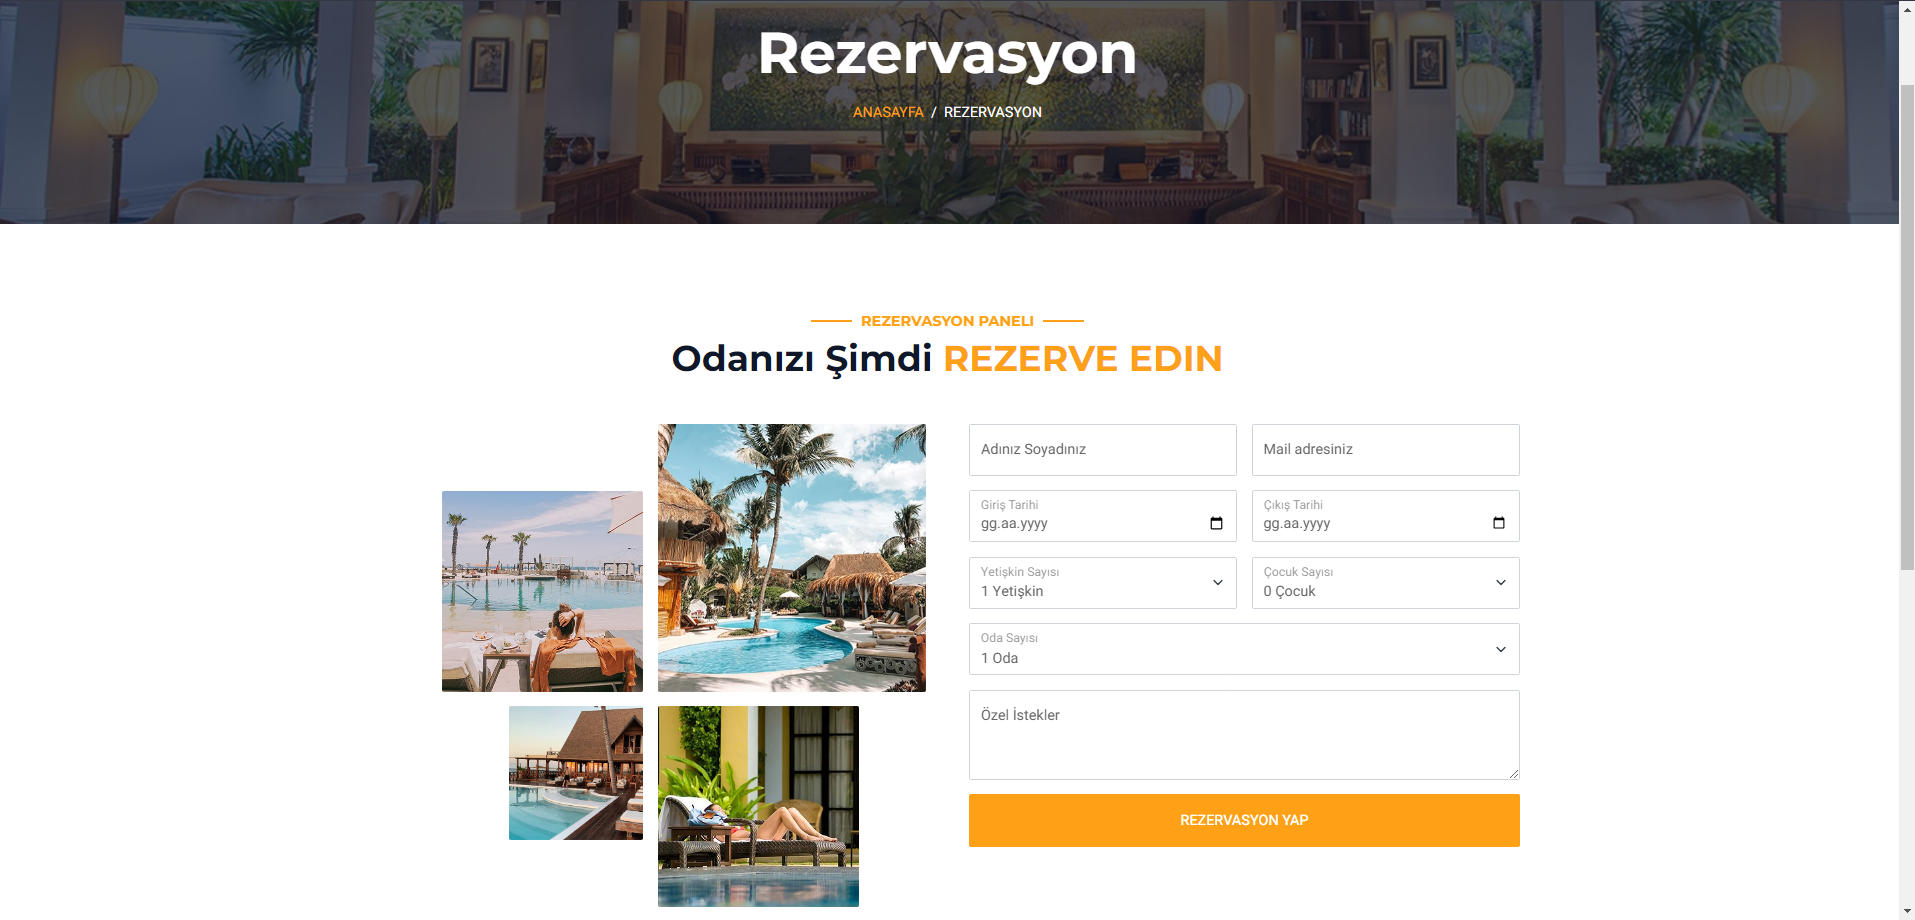 Rezervasyon
ANASAYFA / REZERVASYON
REZERVASYON PANELI
Odanızı Şimdi REZERVE EDIN
Adınız Soyadınız
Mail adresiniz
Giriş Tarihi
gg.aa.yyyy
Çıkış Tarihi
gg.aa.yyyy
Yetişkin Sayısı
1 Yetişkin
Çocuk Sayısı
0 Çocuk
Oda Sayısı
1 Oda
Özel İstekler
REZERVASYON YAP